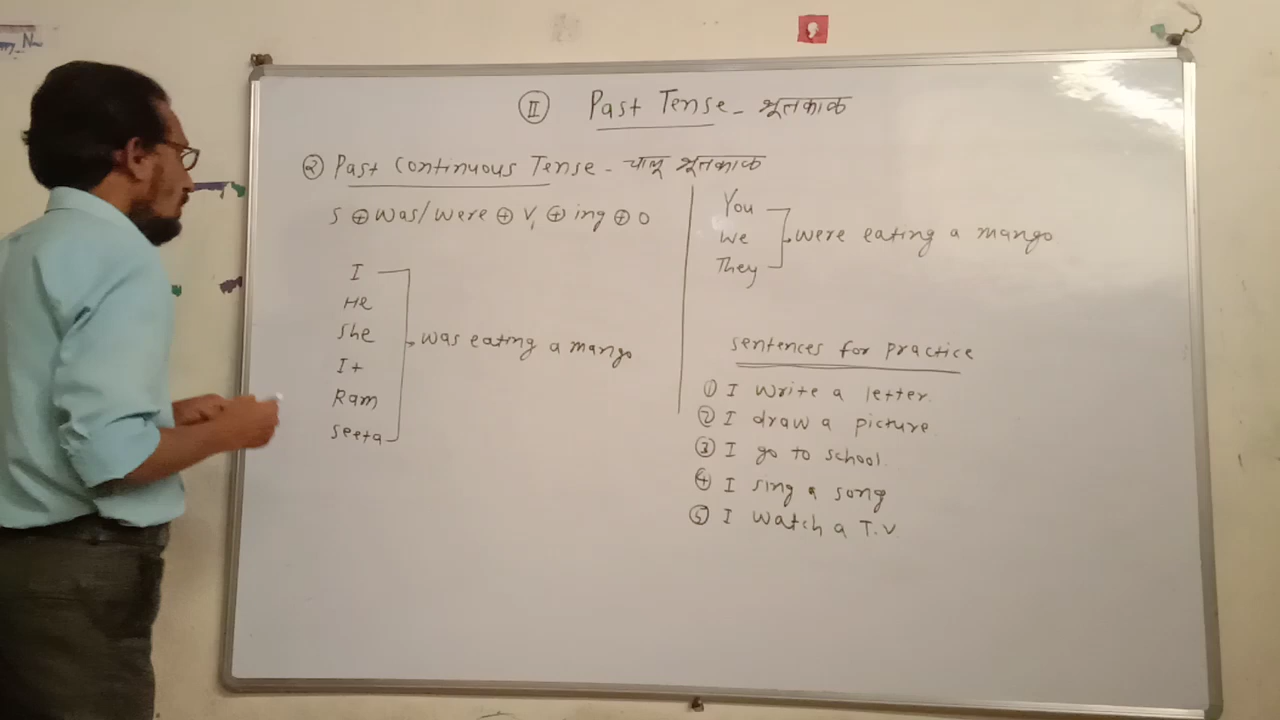 II Past Tense - भूतकाळ
2 Past Continuous Tense - चालू भूतकाळ
S ⊕ was/were ⊕ V1 ⊕ ing ⊕ O
I
He
She
It
Ram
Seeta
was eating a mango
You
We
They
were eating a mango
Sentences for practice
1 I write a letter.
2 I draw a picture
3 I go to school.
4 I sing a song
5 I watch a T.V.